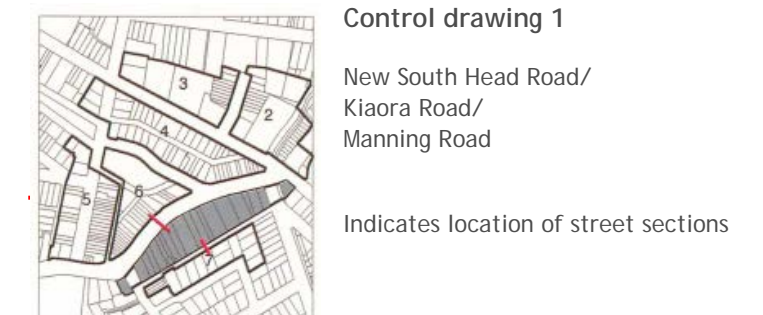 Control drawing 1
New South Head Road/
Kiaora Road/
Manning Road
Indicates location of street sections
3
2
4
5
6
7